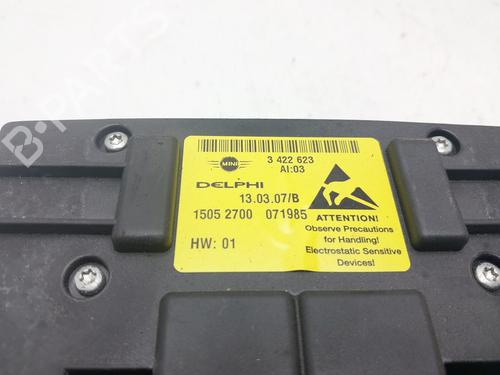 B-PARTS
MINI
3 422 623
AI:03
DELPHI
13.03.07/B
1505 2700 071985
HW: 01
ATTENTION!
Observe Precautions
for Handling!
Electrostatic Sensitive
Devices!